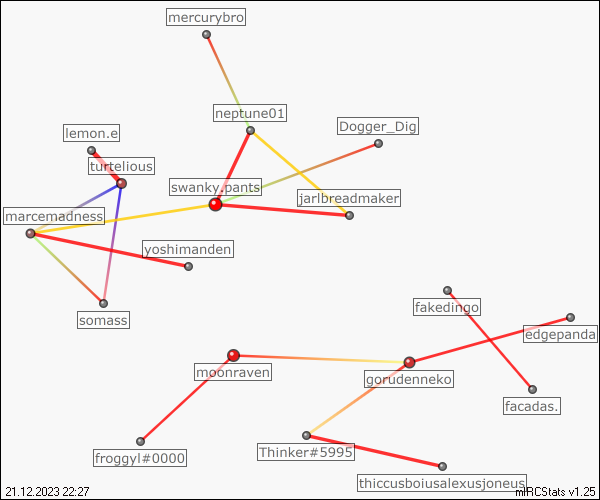 mercurybro
neptune01
Dogger_Dig
lemon.e
turtelious
swanky.pants
jarlbreadmaker
marcemadness
yoshimanden
somass
fakedingo
edgepanda
moonraven
gorudenneko
facadas.
froggyl#0000
Thinker#5995
thiccusboiusalexusjoneus
21.12.2023 22:27
mIRCStats v1.25